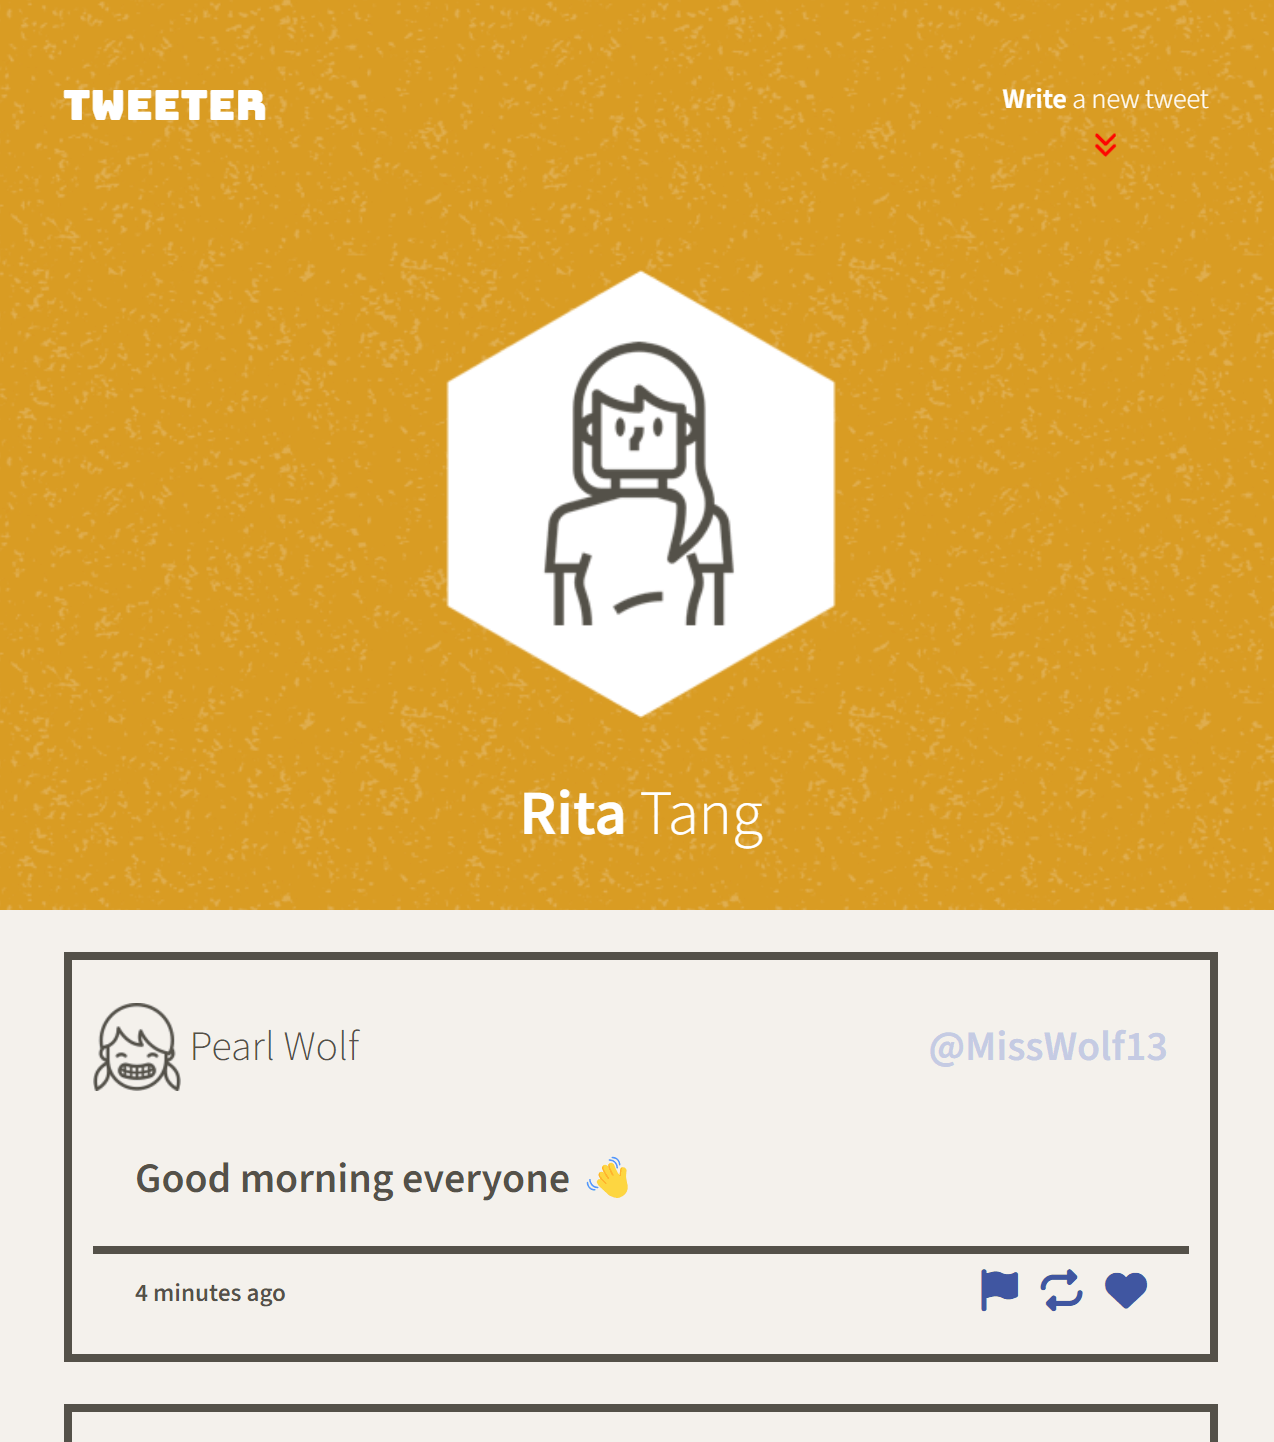 TWEETER
Write a new tweet
Rita Tang
Pearl Wolf
@MissWolf13
Good morning everyone 👋
4 minutes ago